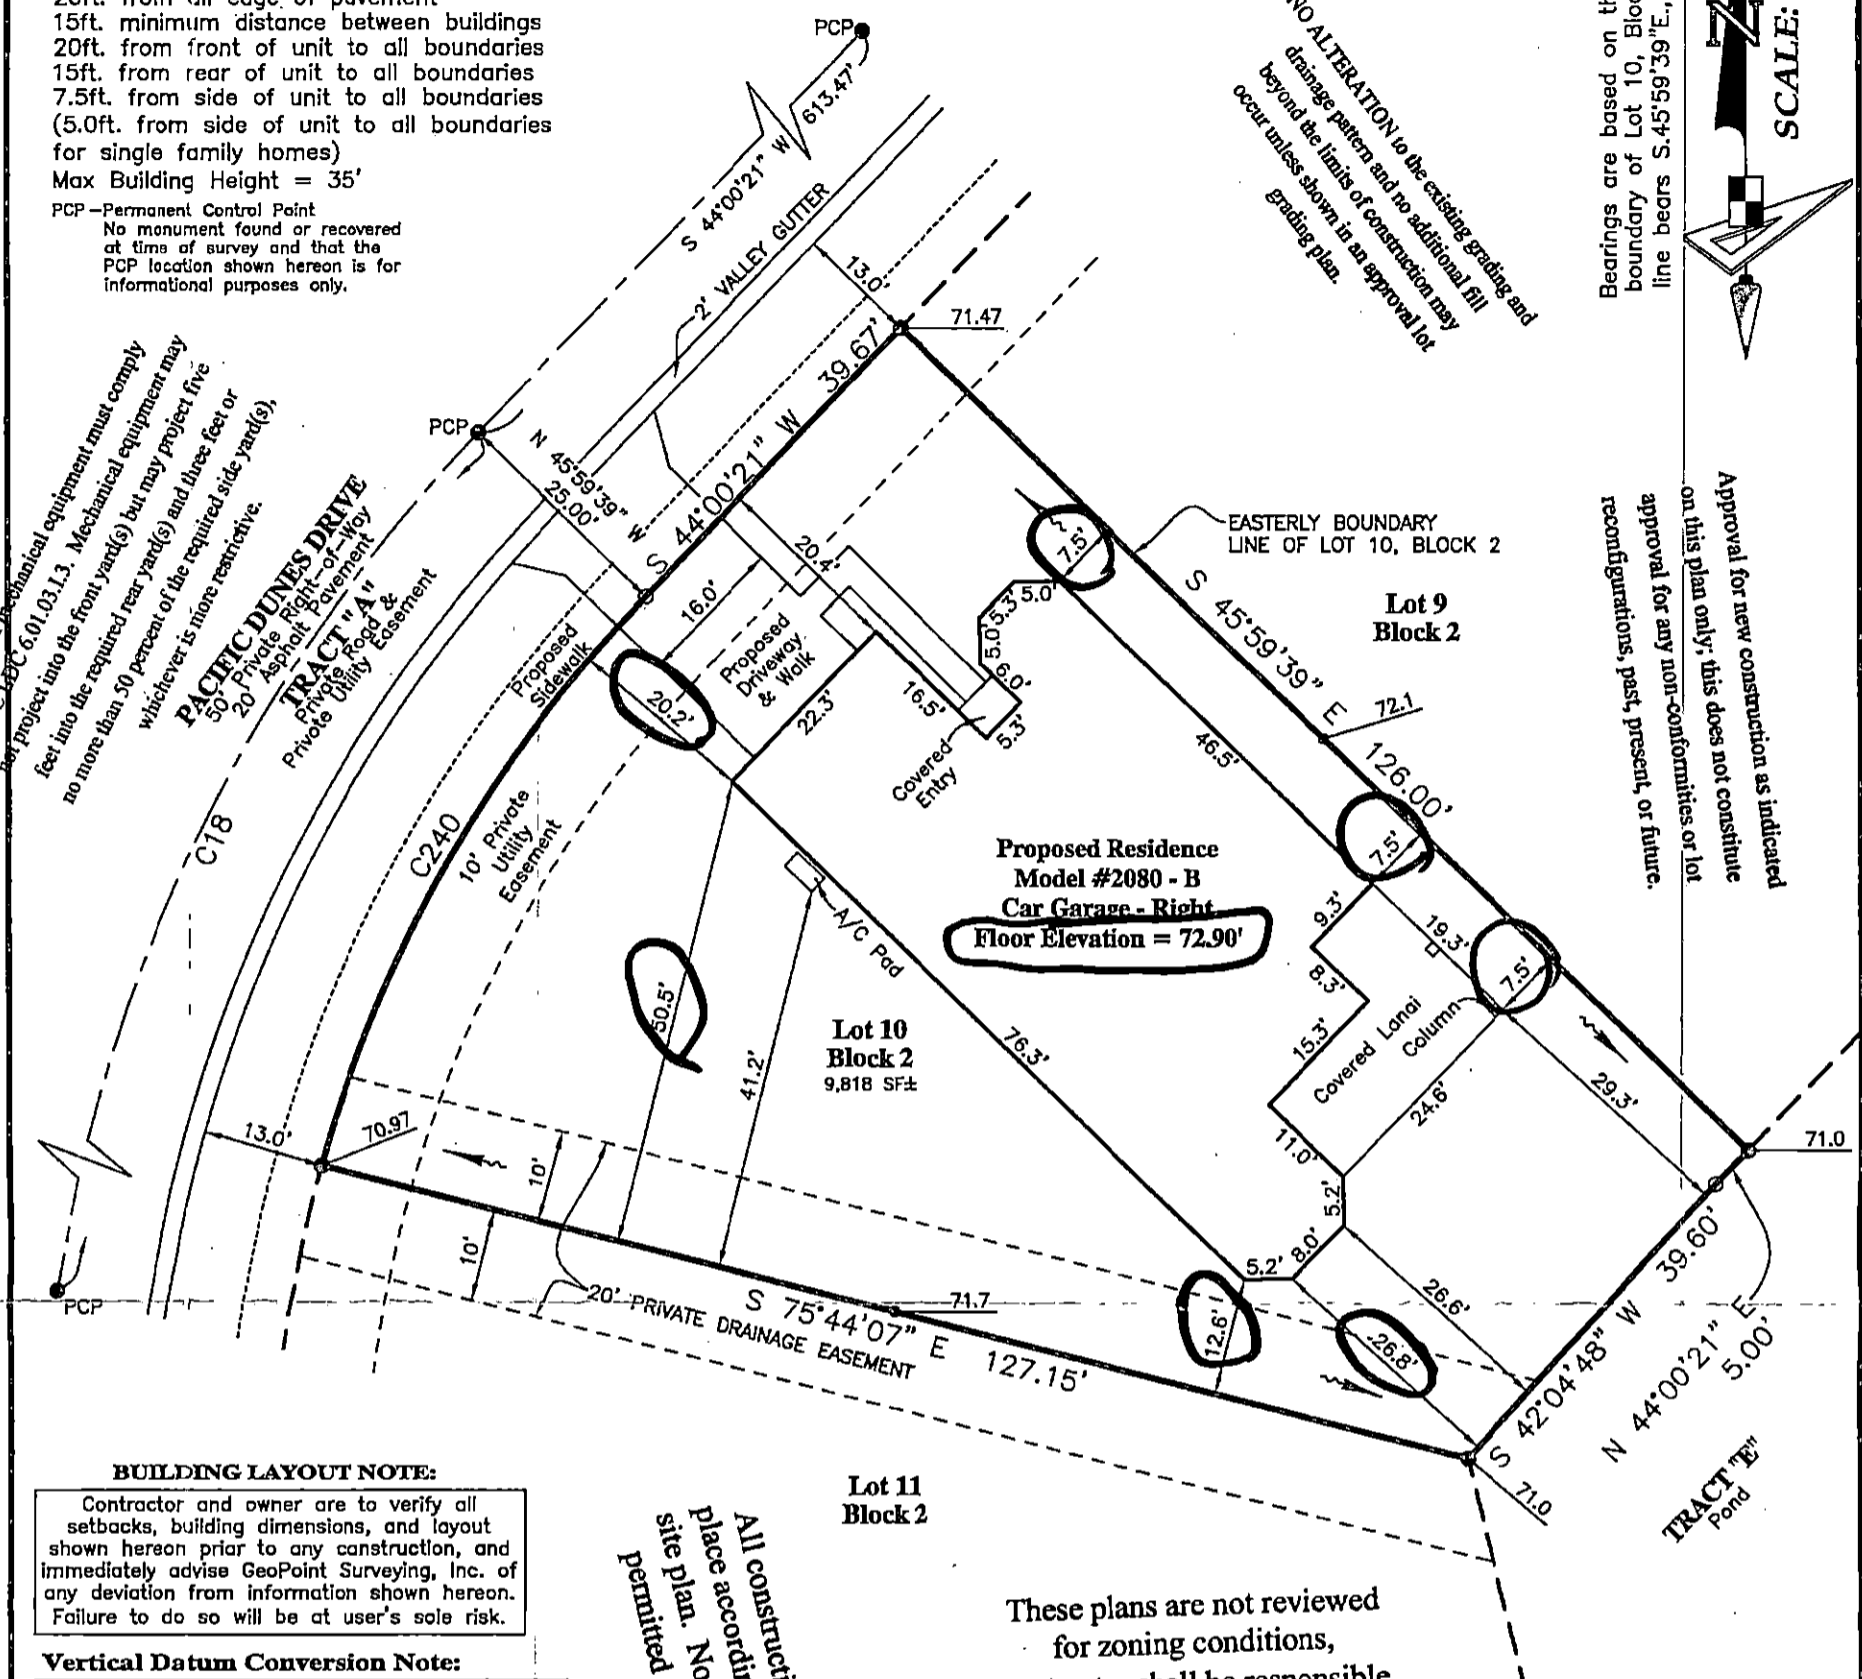 15ft. minimum distance between buildings
20ft. from front of unit to all boundaries
15ft. from rear of unit to all boundaries
7.5ft. from side of unit to all boundaries
(5.0ft. from side of unit to all boundaries
for single family homes)
Max Building Height = 35'
PCP-Permanent Control Point
No monument found or recovered
at time of survey and that the
PCP location shown hereon is for
informational purposes only.
PCP
613.47'
S 44°00'21" W
2' VALLEY GUTTER
13.0'
NO ALTERATION to the existing grading and
drainage pattern and no additional fill
beyond the limits of construction may
occur unless shown in an approval lot
grading plan.
Bearings are based on th
boundary of Lot 10, Bloc
line bears S.45°59'39"E.,
N
SCALE:
mechanical equipment must comply
DC 6.01.03.I.3. Mechanical equipment may
not project into the front yard(s) but may project five
feet into the required rear yard(s) and three feet or
no more than 50 percent of the required side yard(s),
whichever is more restrictive.
PACIFIC DUNES DRIVE
50' Private Right-of-Way
20' Asphalt Pavement
TRACT "A"
Private Road &
Private Utility Easement
PCP
N 45°59'39" W
25.00'
S 44°00'21" W
39.67'
71.47
20.4'
16.0'
Proposed
Sidewalk
Proposed
Driveway
& Walk
20.2'
22.3'
16.5'
5.0'
5.3'
5.0'
6.0'
5.3'
Covered
Entry
7.5'
EASTERLY BOUNDARY
LINE OF LOT 10, BLOCK 2
Lot 9
Block 2
S 45°59'39" E
72.1
126.00'
46.5'
7.5'
Approval for new construction as indicated
on this plan only; this does not constitute
approval for any non-conformities or lot
reconfigurations, past, present, or future.
C18
C240
10' Private
Utility
Easement
A/C Pad
Proposed Residence
Model #2080 - B
Car Garage - Right
Floor Elevation = 72.90'
9.3'
8.3'
19.3'
7.5'
15.3'
Covered Lanai
Column
24.6'
29.3'
11.0'
5.2'
8.0'
5.2'
50.5'
41.2'
Lot 10
Block 2
9,818 SF±
76.3'
13.0'
70.97
10'
10'
PCP
20' PRIVATE DRAINAGE EASEMENT
S 75°44'07" E
71.7
127.15'
12.6'
26.8'
26.6'
71.0
39.60'
S 42°04'48" W
N 44°00'21" E
5.00'
71.0
TRACT "E"
Pond
BUILDING LAYOUT NOTE:
Contractor and owner are to verify all
setbacks, building dimensions, and layout
shown hereon prior to any construction, and
immediately advise GeoPoint Surveying, Inc. of
any deviation from information shown hereon.
Failure to do so will be at user's sole risk.
Vertical Datum Conversion Note:
Lot 11
Block 2
All constructi
place accordin
site plan. No
permitted
These plans are not reviewed
for zoning conditions,
shall be responsible